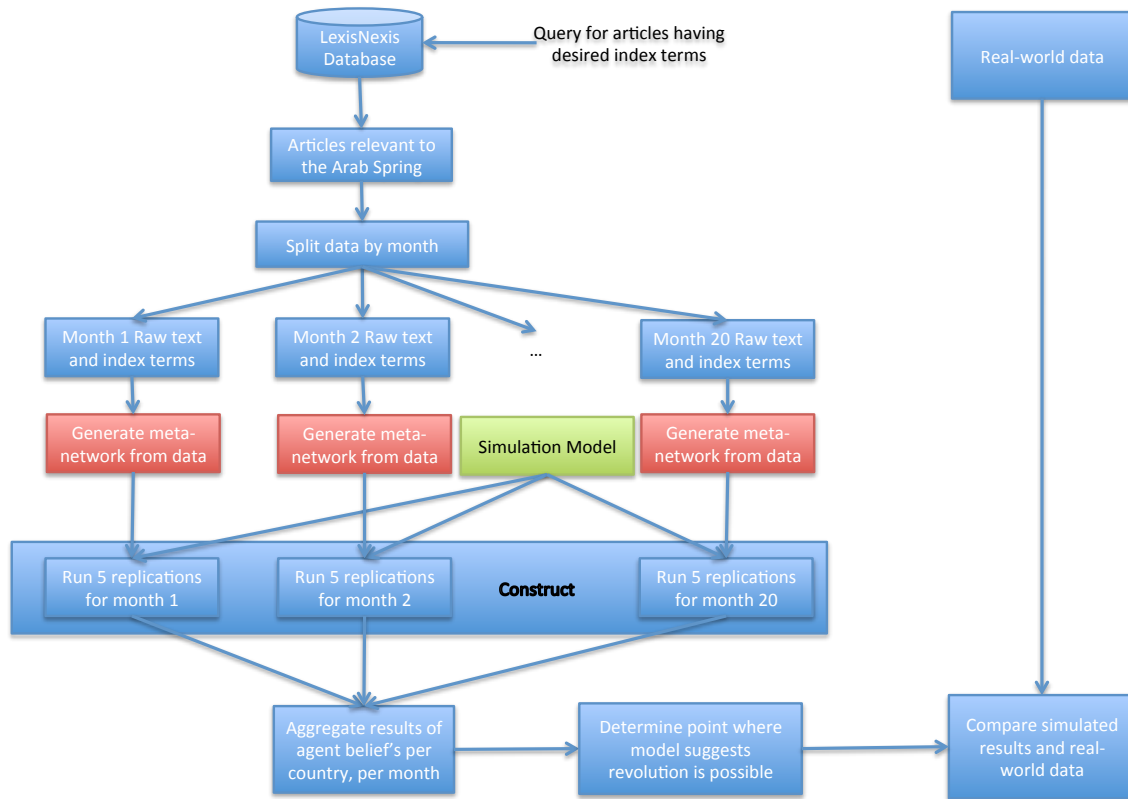 LexisNexis
Database
Query for articles having
desired index terms
Real-world data
Articles relevant to
the Arab Spring
Split data by month
Month 1 Raw text
and index terms
Month 2 Raw text
and index terms
...
Month 20 Raw text
and index terms
Generate meta-
network from data
Generate meta-
network from data
Simulation Model
Generate meta-
network from data
Run 5 replications
for month 1
Run 5 replications
for month 2
Construct
Run 5 replications
for month 20
Aggregate results of
agent belief's per
country, per month
Determine point where
model suggests
revolution is possible
Compare simulated
results and real-
world data